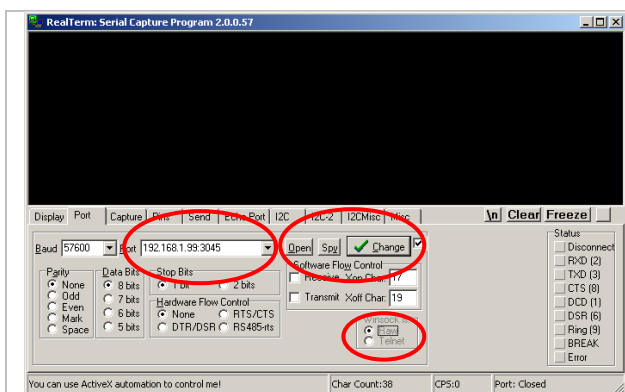 RealTerm: Serial Capture Program 2.0.0.57
Display Port Capture Pins Send Echo Port I2C I2C-2 I2CMisc Misc \n Clear Freeze
Baud 57600 Port 192.168.1.99:3045 Open Spy Change
Status
Disconnect
RXD (2)
TXD (3)
CTS (8)
DCD (1)
DSR (6)
Ring (9)
BREAK
Error
Parity
None
Odd
Even
Mark
Space
Data Bits
8 bits
7 bits
6 bits
5 bits
Stop Bits
1 bit 2 bits
Hardware Flow Control
None RTS/CTS
DTR/DSR RS485-rts
Software Flow Control
Receive Xon Char: 17
Transmit Xoff Char: 19
Winsock is:
Raw
Telnet
You can use ActiveX automation to control me! Char Count:38 CPS:0 Port: Closed